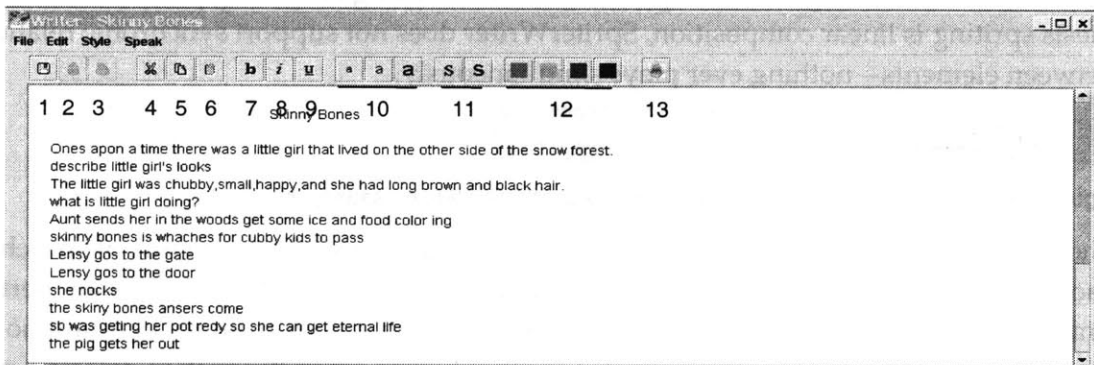 Writer - Skinny Bones
File Edit Style Speak
b i u a a a S S
1 2 3 4 5 6 7 8 9 10 11 12 13
Skinny Bones
Ones apon a time there was a little girl that lived on the other side of the snow forest.
describe little girl's looks
The little girl was chubby,small,happy,and she had long brown and black hair.
what is little girl doing?
Aunt sends her in the woods get some ice and food color ing
skinny bones is whaches for cubby kids to pass
Lensy gos to the gate
Lensy gos to the door
she nocks
the skiny bones ansers come
sb was geting her pot redy so she can get eternal life
the pig gets her out